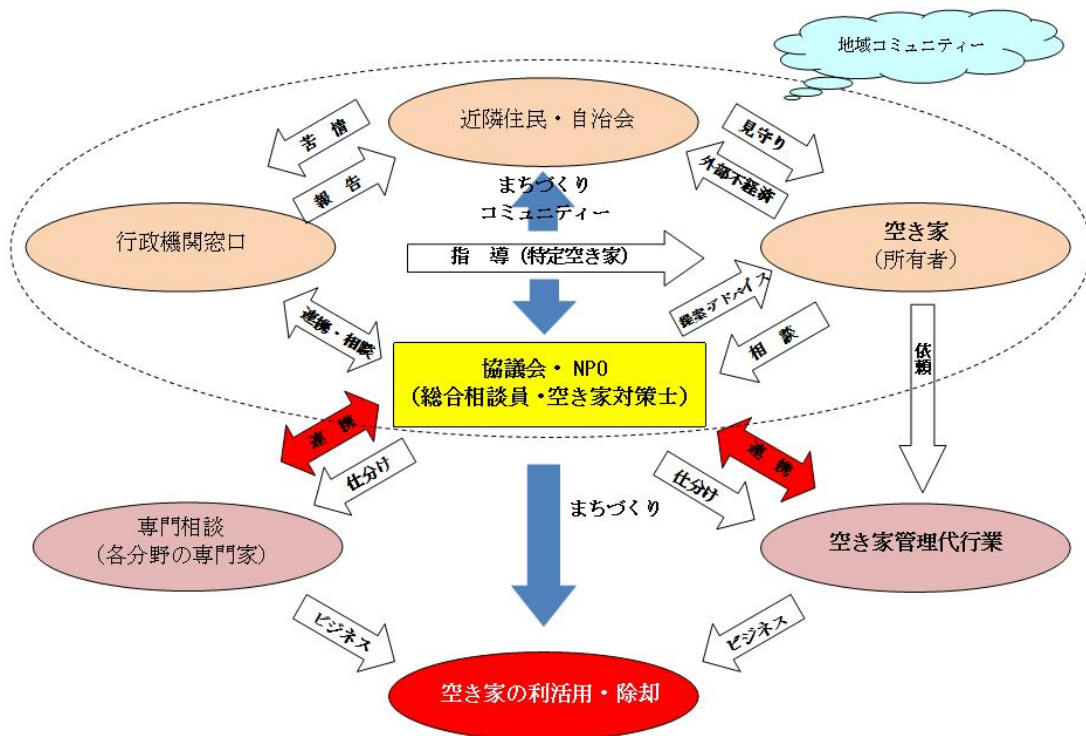 地域コミュニティー
近隣住民・自治会
苦情
報告
見守り
外部不経済
まちづくり
コミュニティー
行政機関窓口
指　導（特定空き家）
空き家
（所有者）
連携・相談
提案・アドバイス
相　談
依頼
協議会・NPO
（総合相談員・空き家対策士）
連　携
仕分け
仕分け
連　携
まちづくり
専門相談
（各分野の専門家）
空き家管理代行業
ビジネス
ビジネス
空き家の利活用・除却